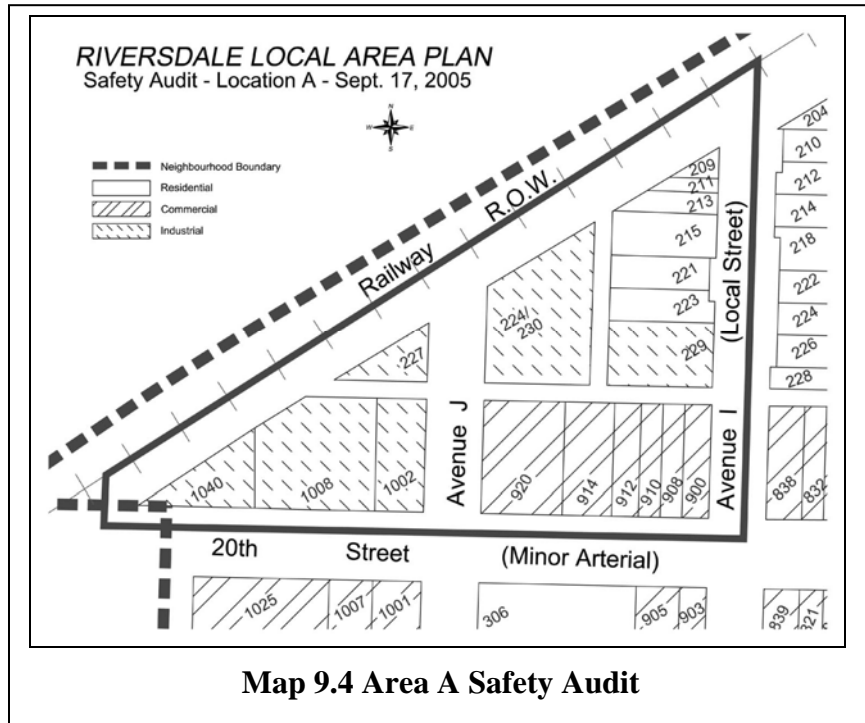 RIVERSDALE LOCAL AREA PLAN
Safety Audit - Location A - Sept. 17, 2005
N
W E
S
Neighbourhood Boundary
Residential
Commercial
Industrial
Railway R.O.W.
204
210
212
214
218
222
224
226
228
209
211
213
215
221
223
229
(Local Street)
224/
230
227
Avenue J
Avenue I
1040
1008
1002
920
914
912
910
908
900
838
832
20th Street (Minor Arterial)
1025
1007
1001
306
905
903
839
821
Map 9.4 Area A Safety Audit